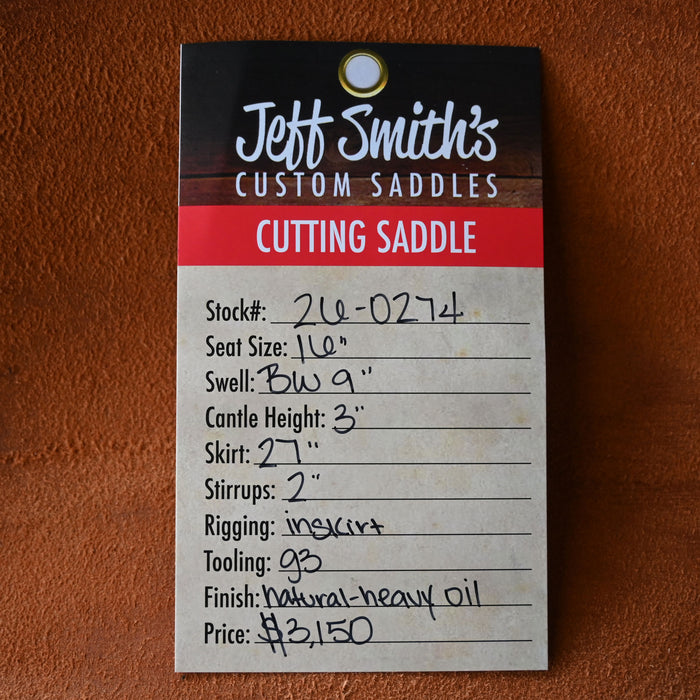 Jeff Smith's
CUSTOM SADDLES
CUTTING SADDLE
Stock#: 26-0274
Seat Size: 16"
Swell: BW 9"
Cantle Height: 3"
Skirt: 27"
Stirrups: 2"
Rigging: inskirt
Tooling: 93
Finish: natural-heavy oil
Price: $3,150